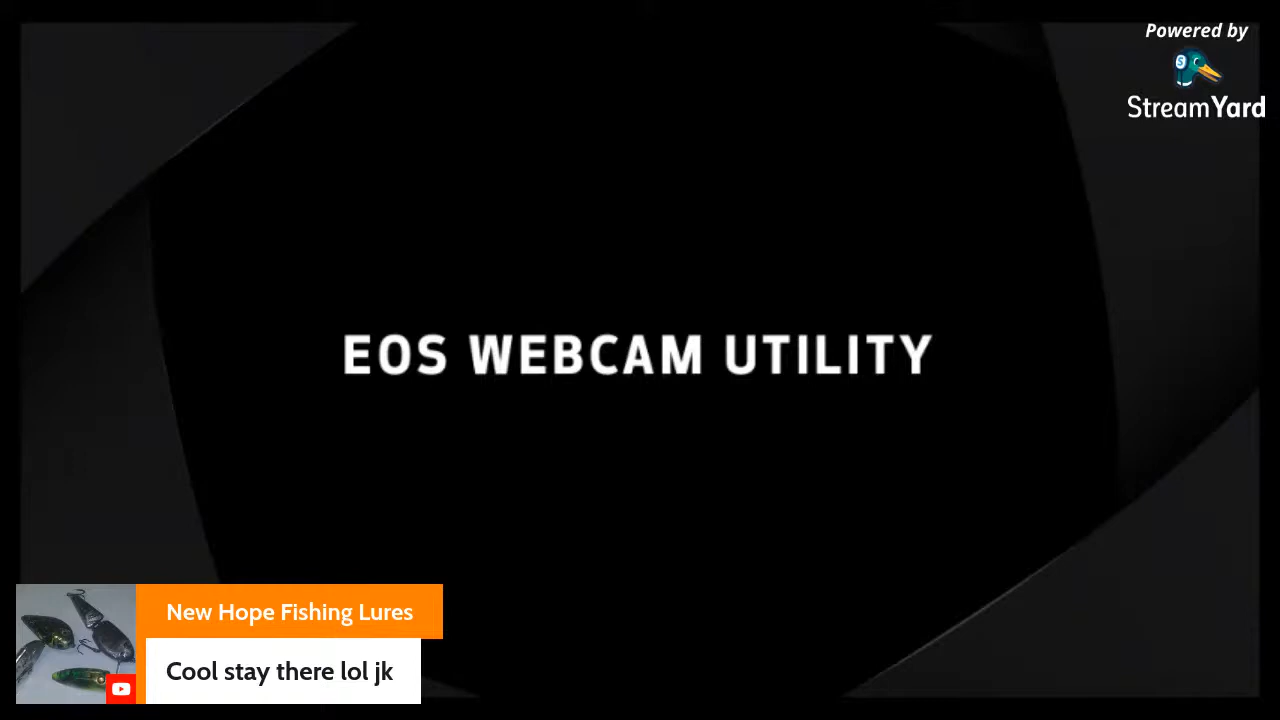 Powered by
StreamYard
EOS WEBCAM UTILITY
New Hope Fishing Lures
Cool stay there lol jk